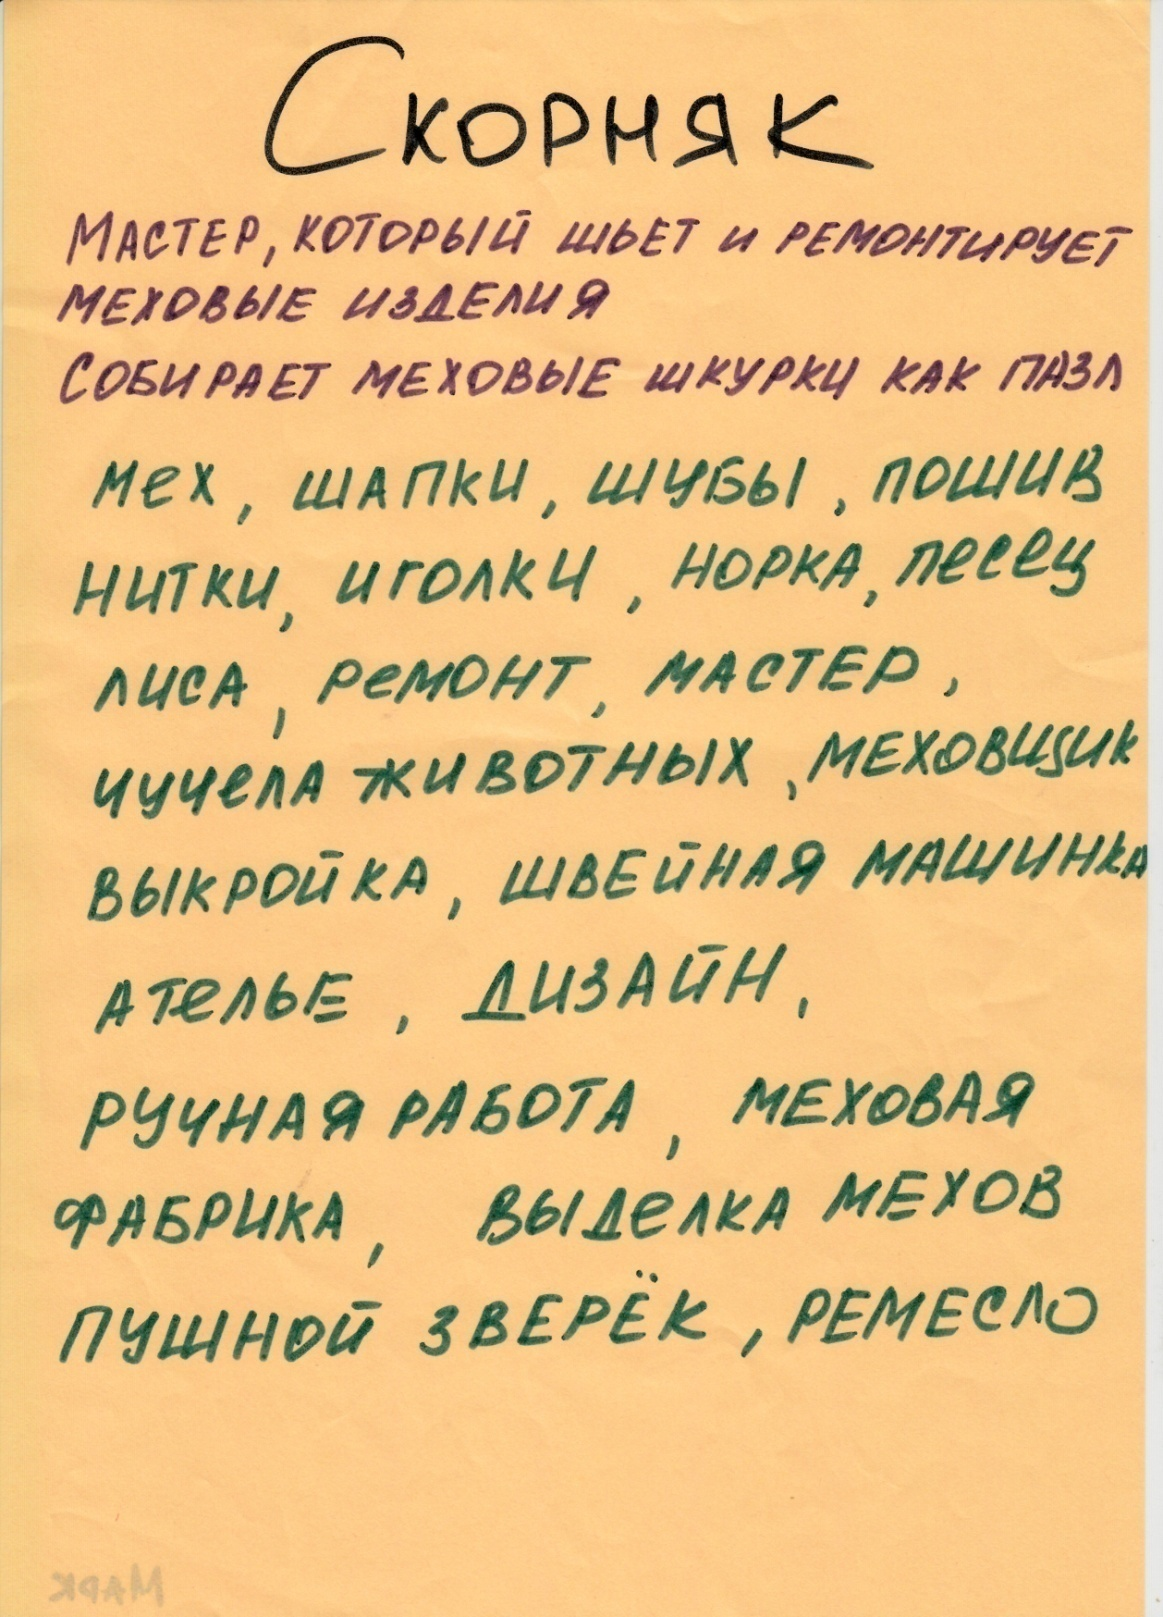 Скорняк
Мастер, который шьет и ремонтирует
меховые изделия
Собирает меховые шкурки как пазл
мех, шапки, шубы, пошив
нитки, иголки, норка, песец
лиса, ремонт, мастер,
чучела животных, меховщик
выкройка, швейная машинка
ателье, дизайн,
ручная работа, меховая
фабрика, выделка мехов
пушной зверёк, ремесло
Марк